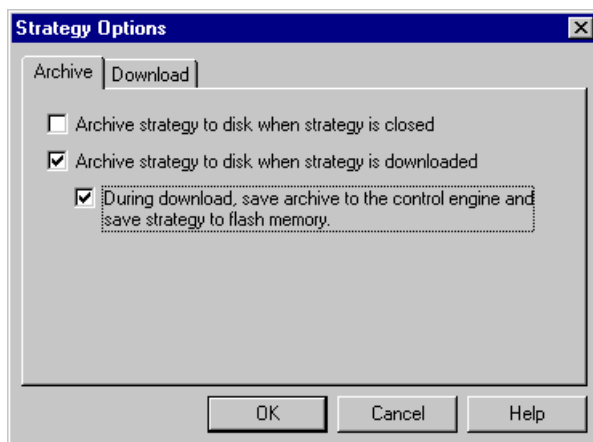 Strategy Options
Archive
Download
Archive strategy to disk when strategy is closed
Archive strategy to disk when strategy is downloaded
During download, save archive to the control engine and
save strategy to flash memory.
OK
Cancel
Help